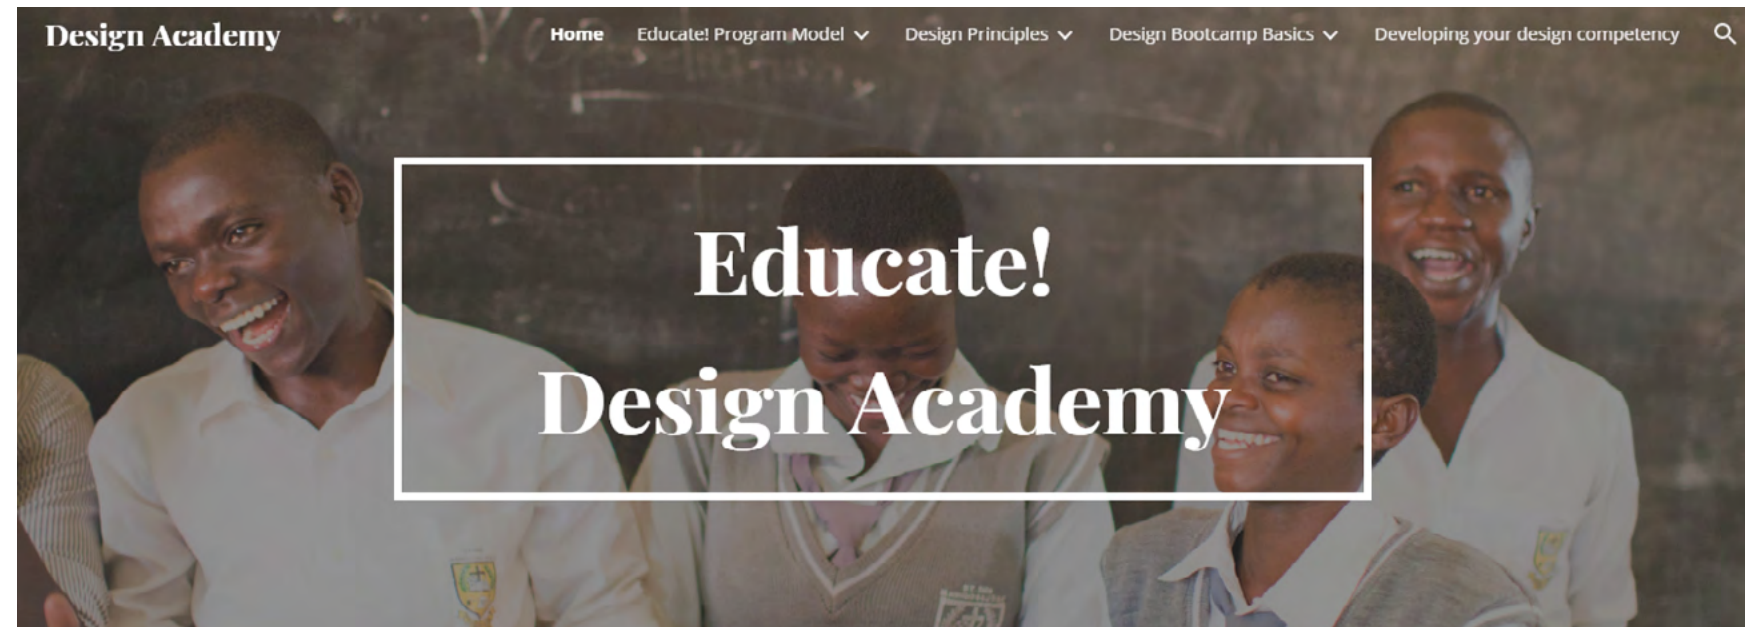 Design Academy
Home Educate! Program Model Design Principles Design Bootcamp Basics Developing your design competency
Educate!
Design Academy